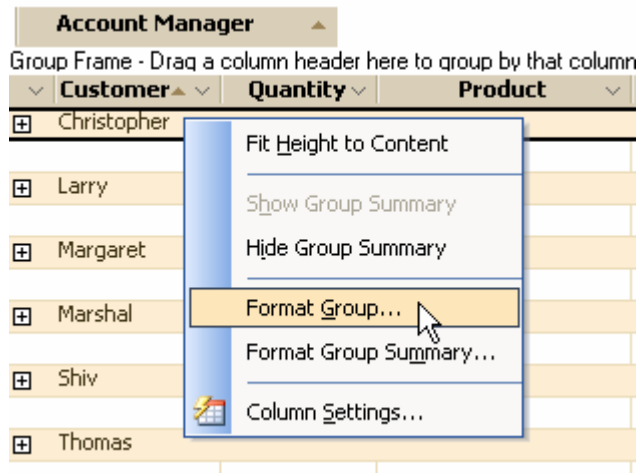 Account Manager
Group Frame - Drag a column header here to group by that column
Customer Quantity Product
Christopher
Fit Height to Content
Larry
Show Group Summary
Margaret
Hide Group Summary
Marshal
Format Group...
Format Group Summary...
Shiv
Column Settings...
Thomas